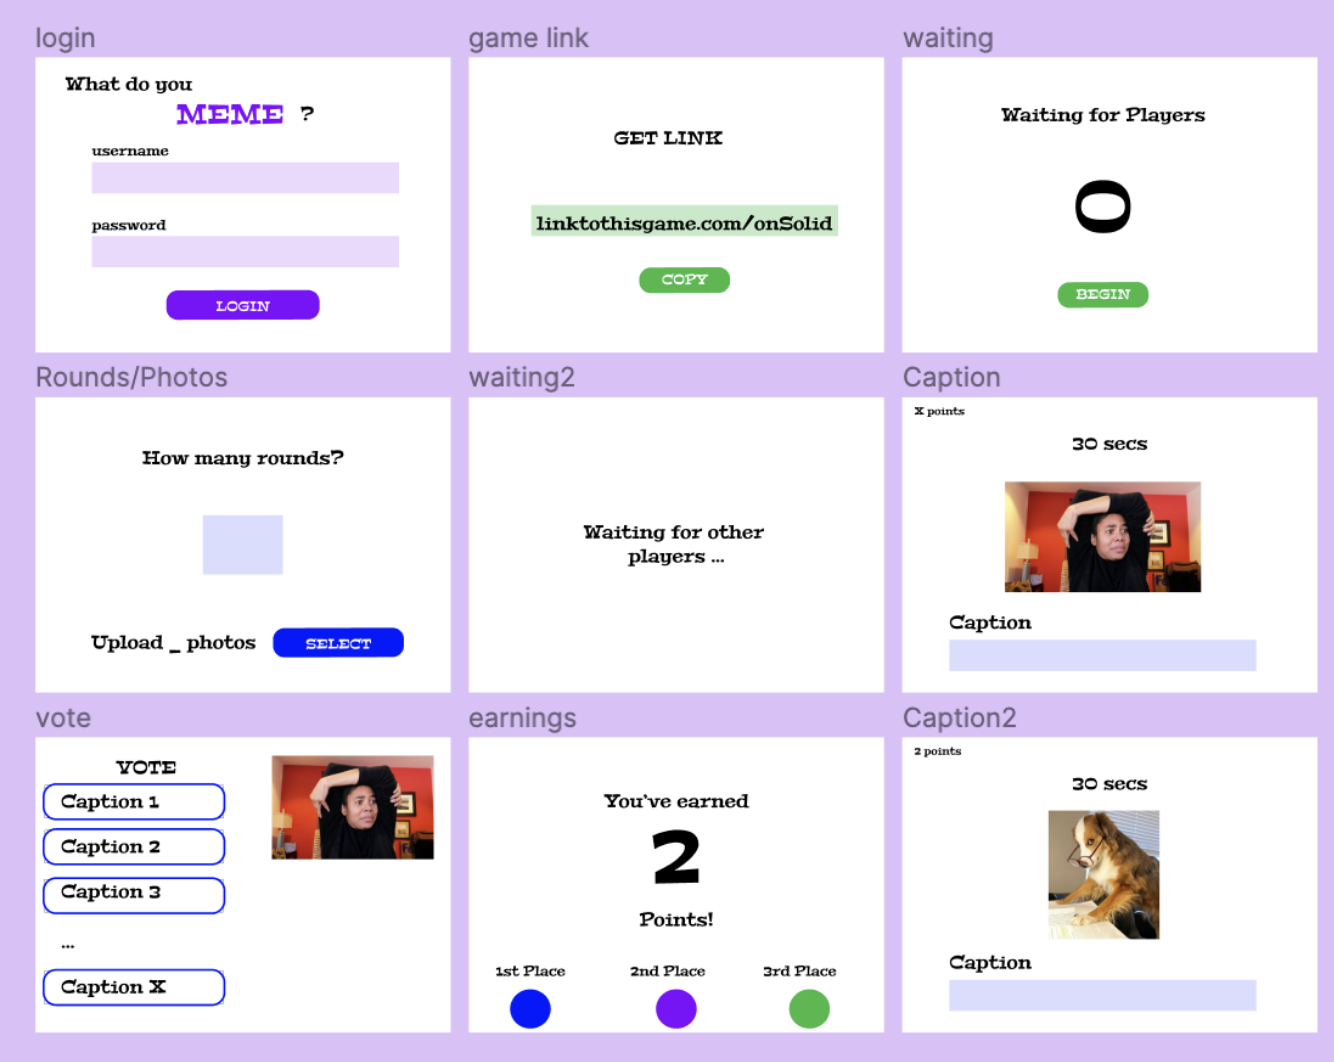 login
What do you
MEME ?
username
password
LOGIN
game link
GET LINK
linktothisgame.com/onSolid
COPY
waiting
Waiting for Players
0
BEGIN
Rounds/Photos
How many rounds?
Upload _ photos
SELECT
waiting2
Waiting for other
players ...
Caption
X points
30 secs
Caption
vote
VOTE
Caption 1
Caption 2
Caption 3
...
Caption X
earnings
You've earned
2
Points!
1st Place
2nd Place
3rd Place
Caption2
2 points
30 secs
Caption